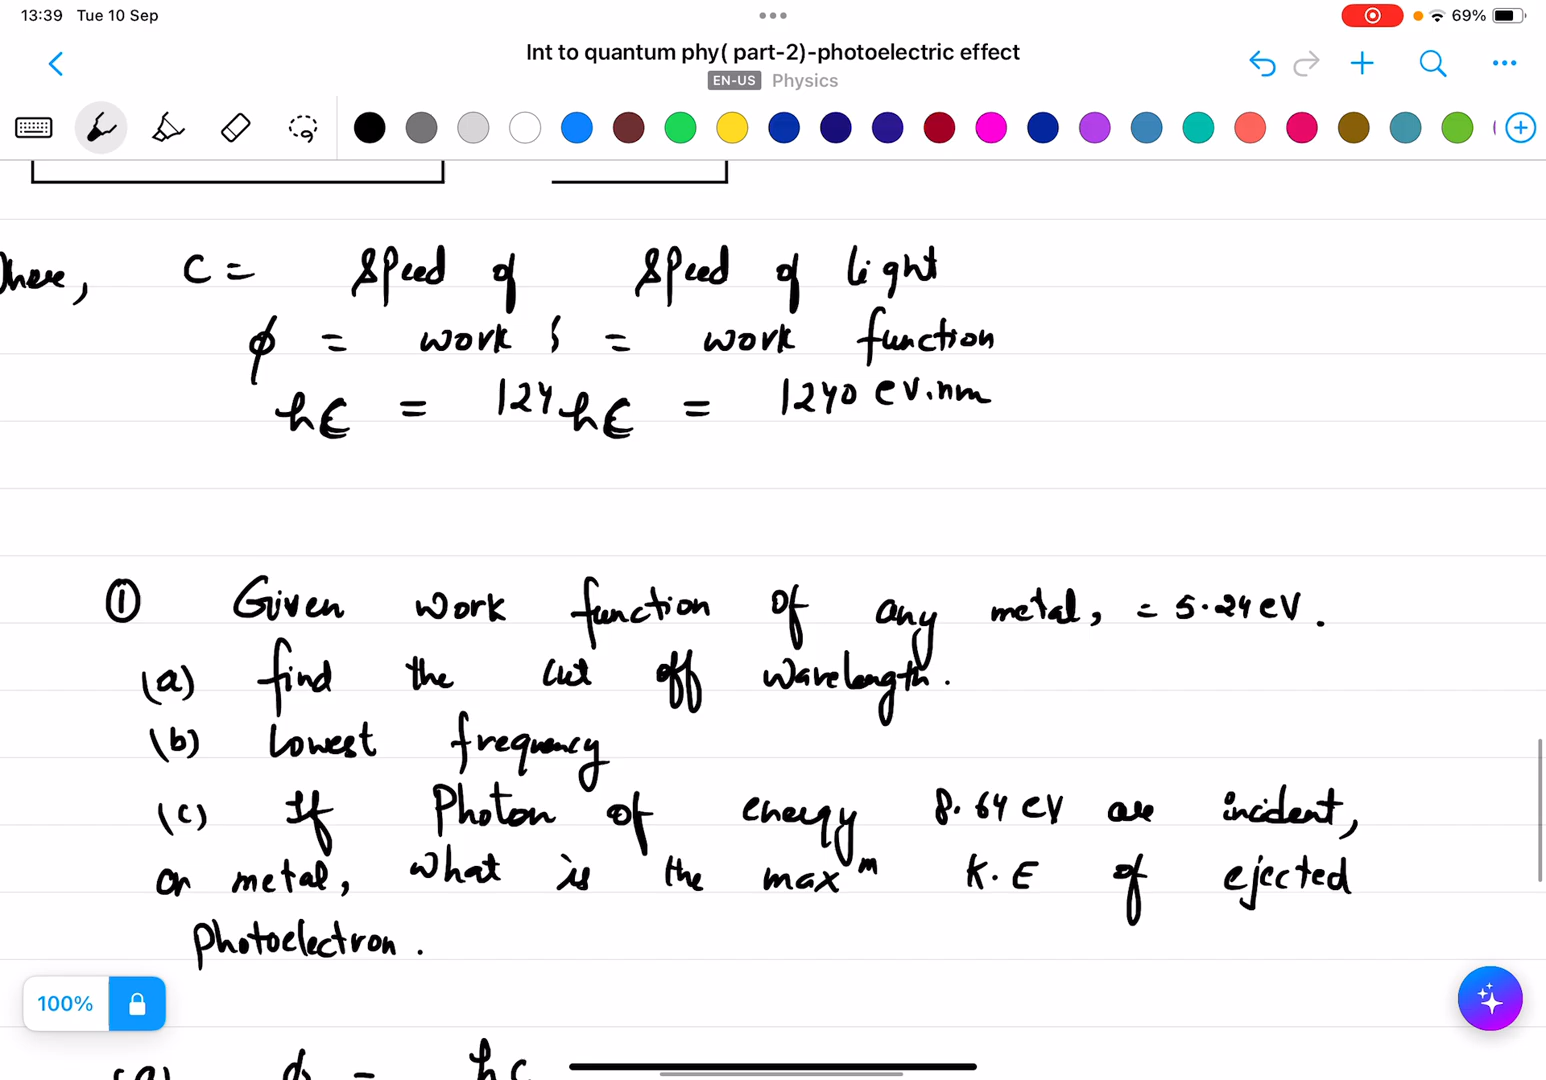 13:39 Tue 10 Sep
69%
Int to quantum phy( part-2)-photoelectric effect
EN-US Physics
here, C = speed of speed of light
ϕ = work = work function
hc = 124 hc = 1240 eV.nm
① Given work function of any metal, = 5.24 eV.
(a) find the cut off wavelength.
(b) Lowest frequency
(c) If Photon of energy 8.64 eV are incident,
on metal, what is the maxᵐ K.E of ejected
Photoelectron.
100%
(a) ϕ = hc